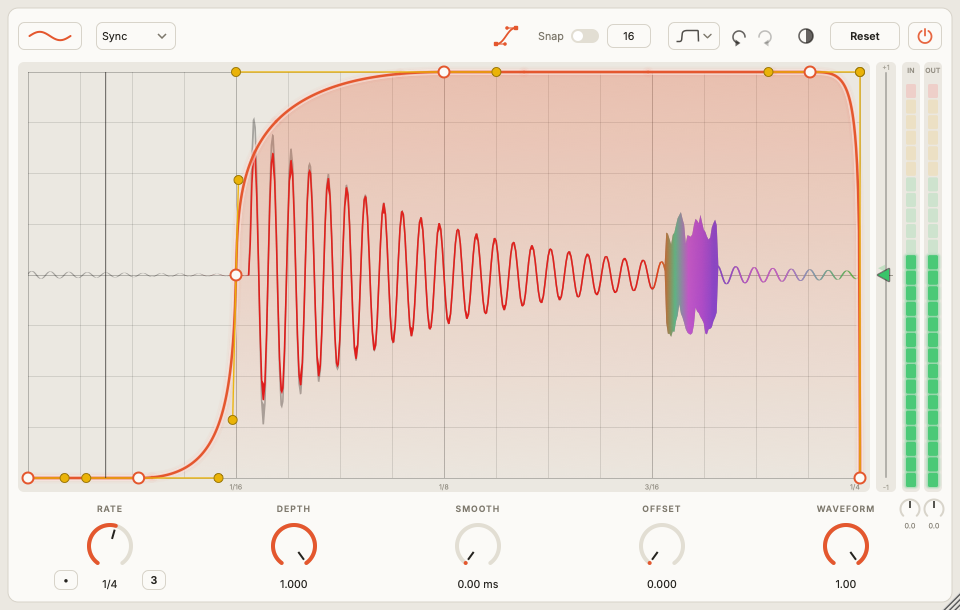 Sync
Snap
16
Reset
+1
IN
OUT
-1
1/16
1/8
3/16
1/4
RATE
DEPTH
SMOOTH
OFFSET
WAVEFORM
0.0
0.0
•
1/4
3
1.000
0.00 ms
0.000
1.00